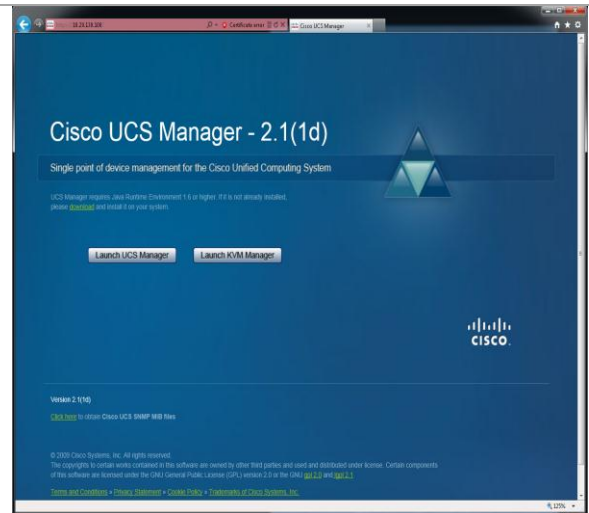 Certificate error
Cisco UCS Manager
Cisco UCS Manager - 2.1(1d)
Single point of device management for the Cisco Unified Computing System
UCS Manager requires Java Runtime Environment 1.6 or higher. If it is not already installed,
please download and install it on your system.
Launch UCS Manager
Launch KVM Manager
CISCO.
Version 2.1(1d)
Click here to obtain Cisco UCS SNMP MIB files
© 2009 Cisco Systems, Inc. All rights reserved.
The copyrights to certain works contained in this software are owned by other third parties and used and distributed under license. Certain components
of this software are licensed under the GNU General Public License (GPL) version 2.0 or the GNU gpl 2.0 and lgpl 2.1
Terms and Conditions • Privacy Statement • Cookie Policy • Trademarks of Cisco Systems, Inc.
125%